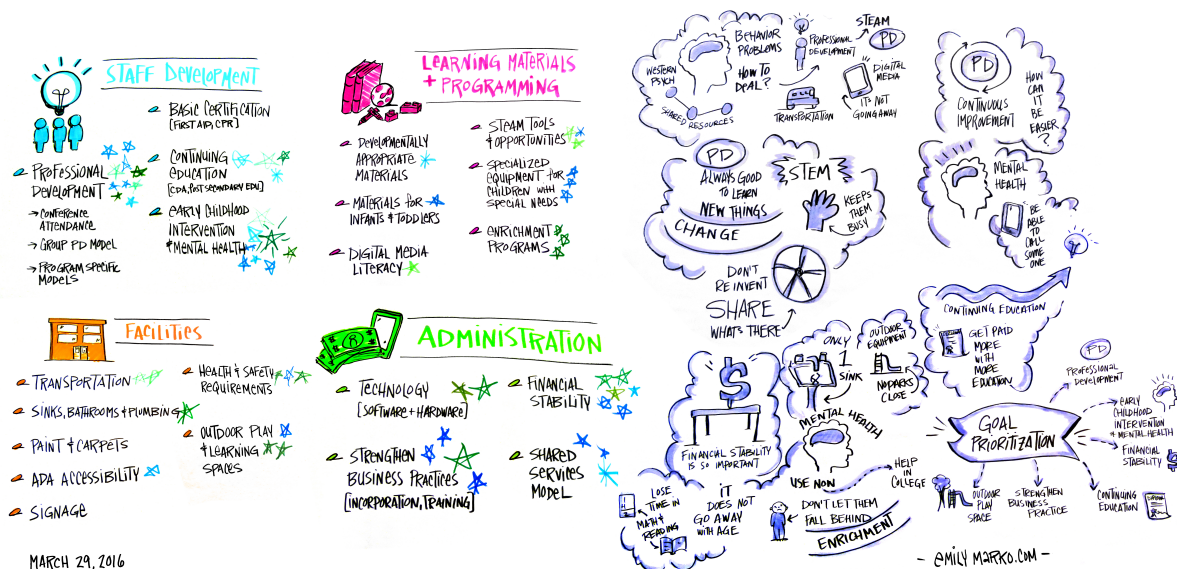 STAFF DEVELOPMENT
BASIC CERTIFICATION
[FIRST AID, CPR]
PROFESSIONAL
DEVELOPMENT
→ CONFERENCE
ATTENDANCE
→ GROUP PD MODEL
→ PROGRAM SPECIFIC
MODELS
CONTINUING
EDUCATION
[CDA, POST SECONDARY EDU]
EARLY CHILDHOOD
INTERVENTION
& MENTAL HEALTH
LEARNING MATERIALS
+ PROGRAMMING
DEVELOPMENTALLY
APPROPRIATE
MATERIALS
MATERIALS FOR
INFANTS & TODDLERS
DIGITAL MEDIA
LITERACY
STEAM TOOLS
& OPPORTUNITIES
SPECIALIZED
EQUIPMENT FOR
CHILDREN WITH
SPECIAL NEEDS
ENRICHMENT
PROGRAMS
FACILITIES
TRANSPORTATION
SINKS, BATHROOMS & PLUMBING
PAINT & CARPETS
ADA ACCESSIBILITY
SIGNAGE
HEALTH & SAFETY
REQUIREMENTS
OUTDOOR PLAY
& LEARNING
SPACES
ADMINISTRATION
TECHNOLOGY
[SOFTWARE + HARDWARE]
STRENGTHEN
BUSINESS PRACTICES
[INCORPORATION, TRAINING]
FINANCIAL
STABILITY
SHARED
SERVICES
MODEL
MARCH 29, 2016
BEHAVIOR
PROBLEMS
HOW TO
DEAL?
WESTERN
PSYCH
SHARED RESOURCES
PROFESSIONAL
DEVELOPMENT
STEAM
PD
TRANSPORTATION
DIGITAL
MEDIA
IT'S NOT
GOING AWAY
PD
CONTINUOUS
IMPROVEMENT
HOW
CAN
IT
BE
EASIER
?
PD
ALWAYS GOOD
TO LEARN
NEW THINGS
CHANGE
STEM
KEEPS
THEM
BUSY
MENTAL
HEALTH
BE
ABLE
TO
CALL
SOME
ONE
DON'T
REINVENT
SHARE
WHAT'S THERE
CONTINUING EDUCATION
GET PAID
MORE
WITH
MORE
EDUCATION
$
FINANCIAL STABILITY
IS SO IMPORTANT
ONLY
1
SINK
OUTDOOR
EQUIPMENT
NO PARKS
CLOSE
MENTAL HEALTH
USE NOW
HELP
IN
COLLEGE
LOSE
TIME IN
MATH &
READING
IT
DOES NOT
GO AWAY
WITH AGE
DON'T LET THEM
FALL BEHIND
ENRICHMENT
GOAL
PRIORITIZATION
PD
PROFESSIONAL
DEVELOPMENT
EARLY
CHILDHOOD
INTERVENTION
& MENTAL HEALTH
FINANCIAL
STABILITY
$
OUTDOOR
PLAY
SPACE
STRENGTHEN
BUSINESS
PRACTICE
CONTINUING
EDUCATION
- EMILY MARKO.COM -